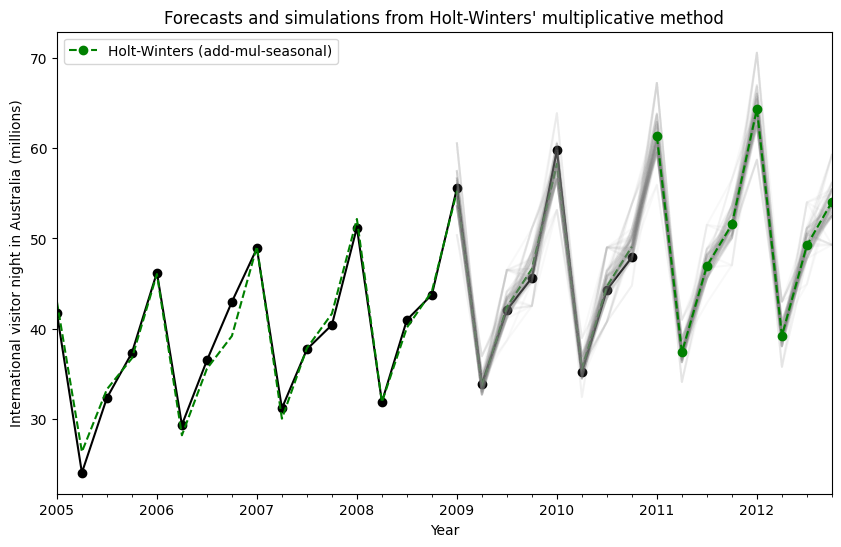 Forecasts and simulations from Holt-Winters' multiplicative method
Holt-Winters (add-mul-seasonal)
International visitor night in Australia (millions)
70
60
50
40
30
2005 2006 2007 2008 2009 2010 2011 2012
Year